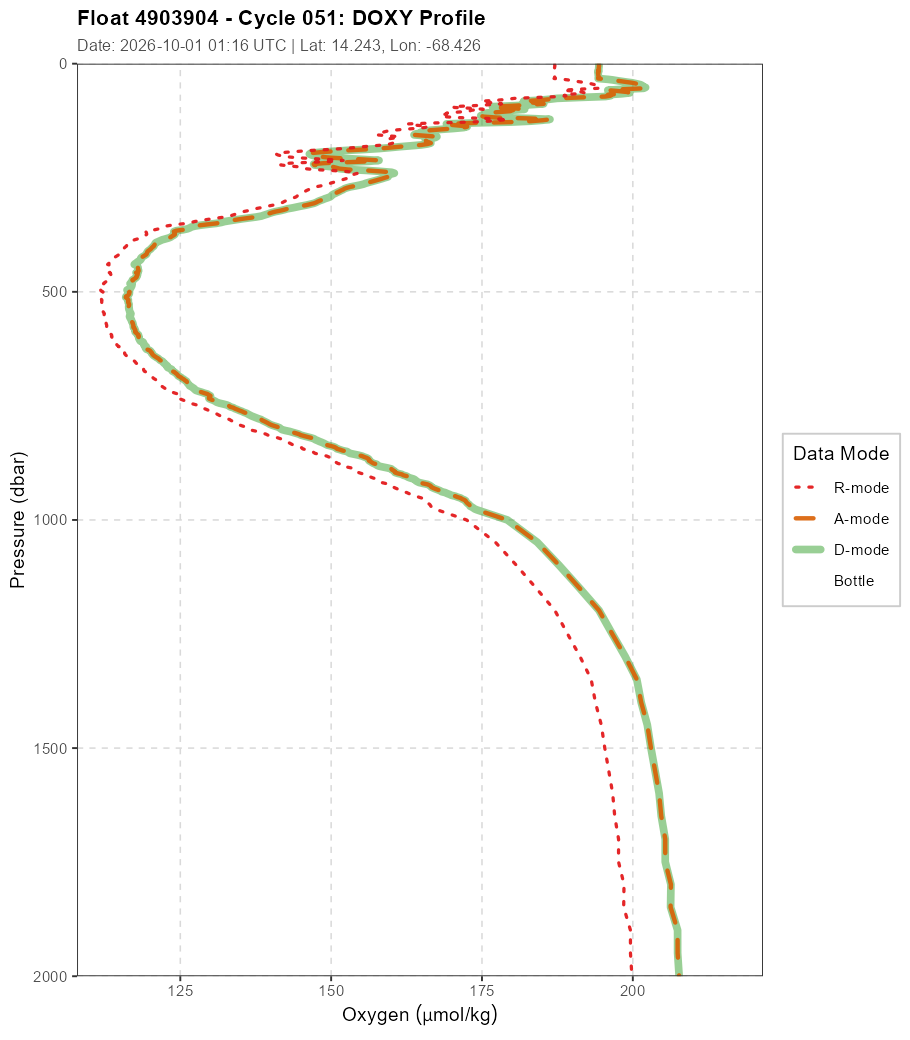 Float 4903904 - Cycle 051: DOXY Profile
Date: 2026-10-01 01:16 UTC | Lat: 14.243, Lon: -68.426
0
500
1000
1500
2000
Pressure (dbar)
125
150
175
200
Oxygen (µmol/kg)
Data Mode
R-mode
A-mode
D-mode
Bottle